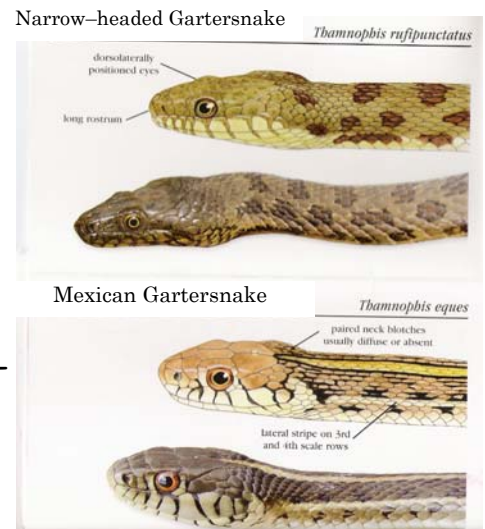 Narrow–headed Gartersnake
Thamnophis rufipunctatus
dorsolaterally
positioned eyes
long rostrum
Mexican Gartersnake
Thamnophis eques
paired neck blotches
usually diffuse or absent
lateral stripe on 3rd
and 4th scale rows